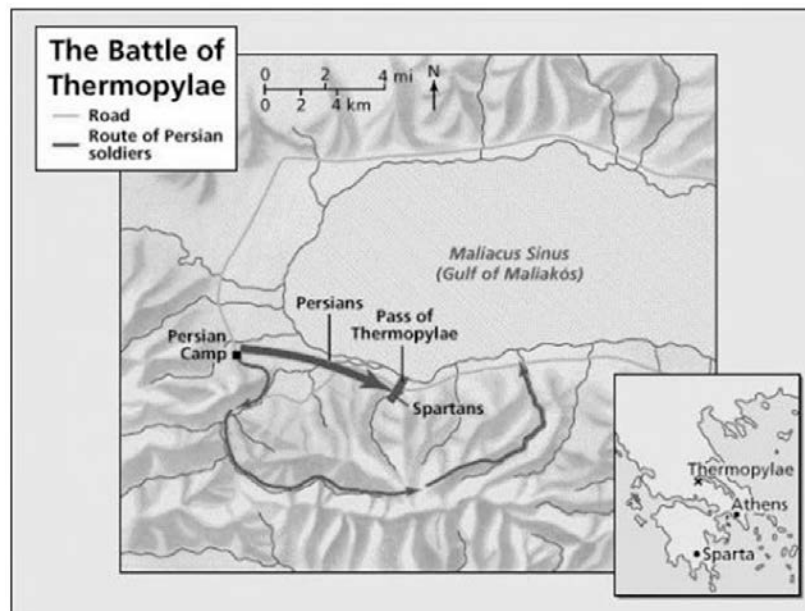 The Battle of
Thermopylae
Road
Route of Persian
soldiers
0 2 4 mi
0 2 4 km
N
Maliacus Sinus
(Gulf of Maliakós)
Persians
Pass of
Thermopylae
Persian
Camp
Spartans
Thermopylae
Athens
Sparta